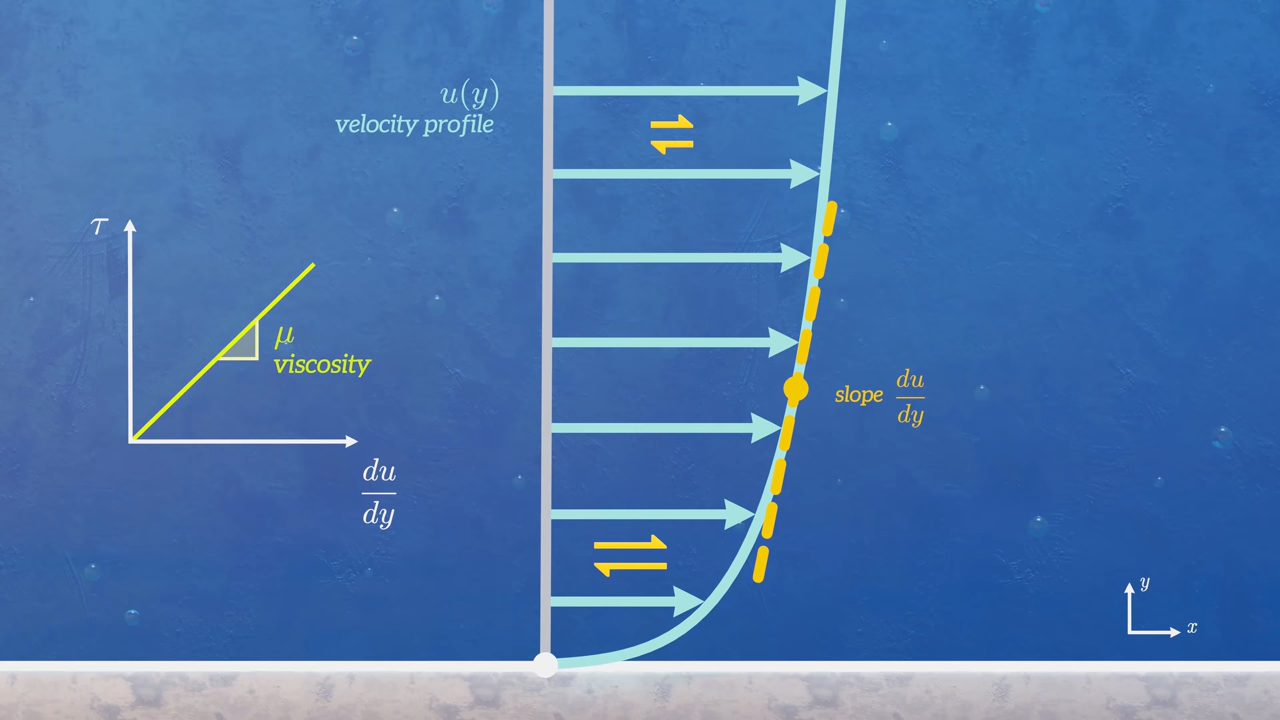 u(y)
velocity profile
τ
μ
viscosity
du
dy
slope du
dy
y
x